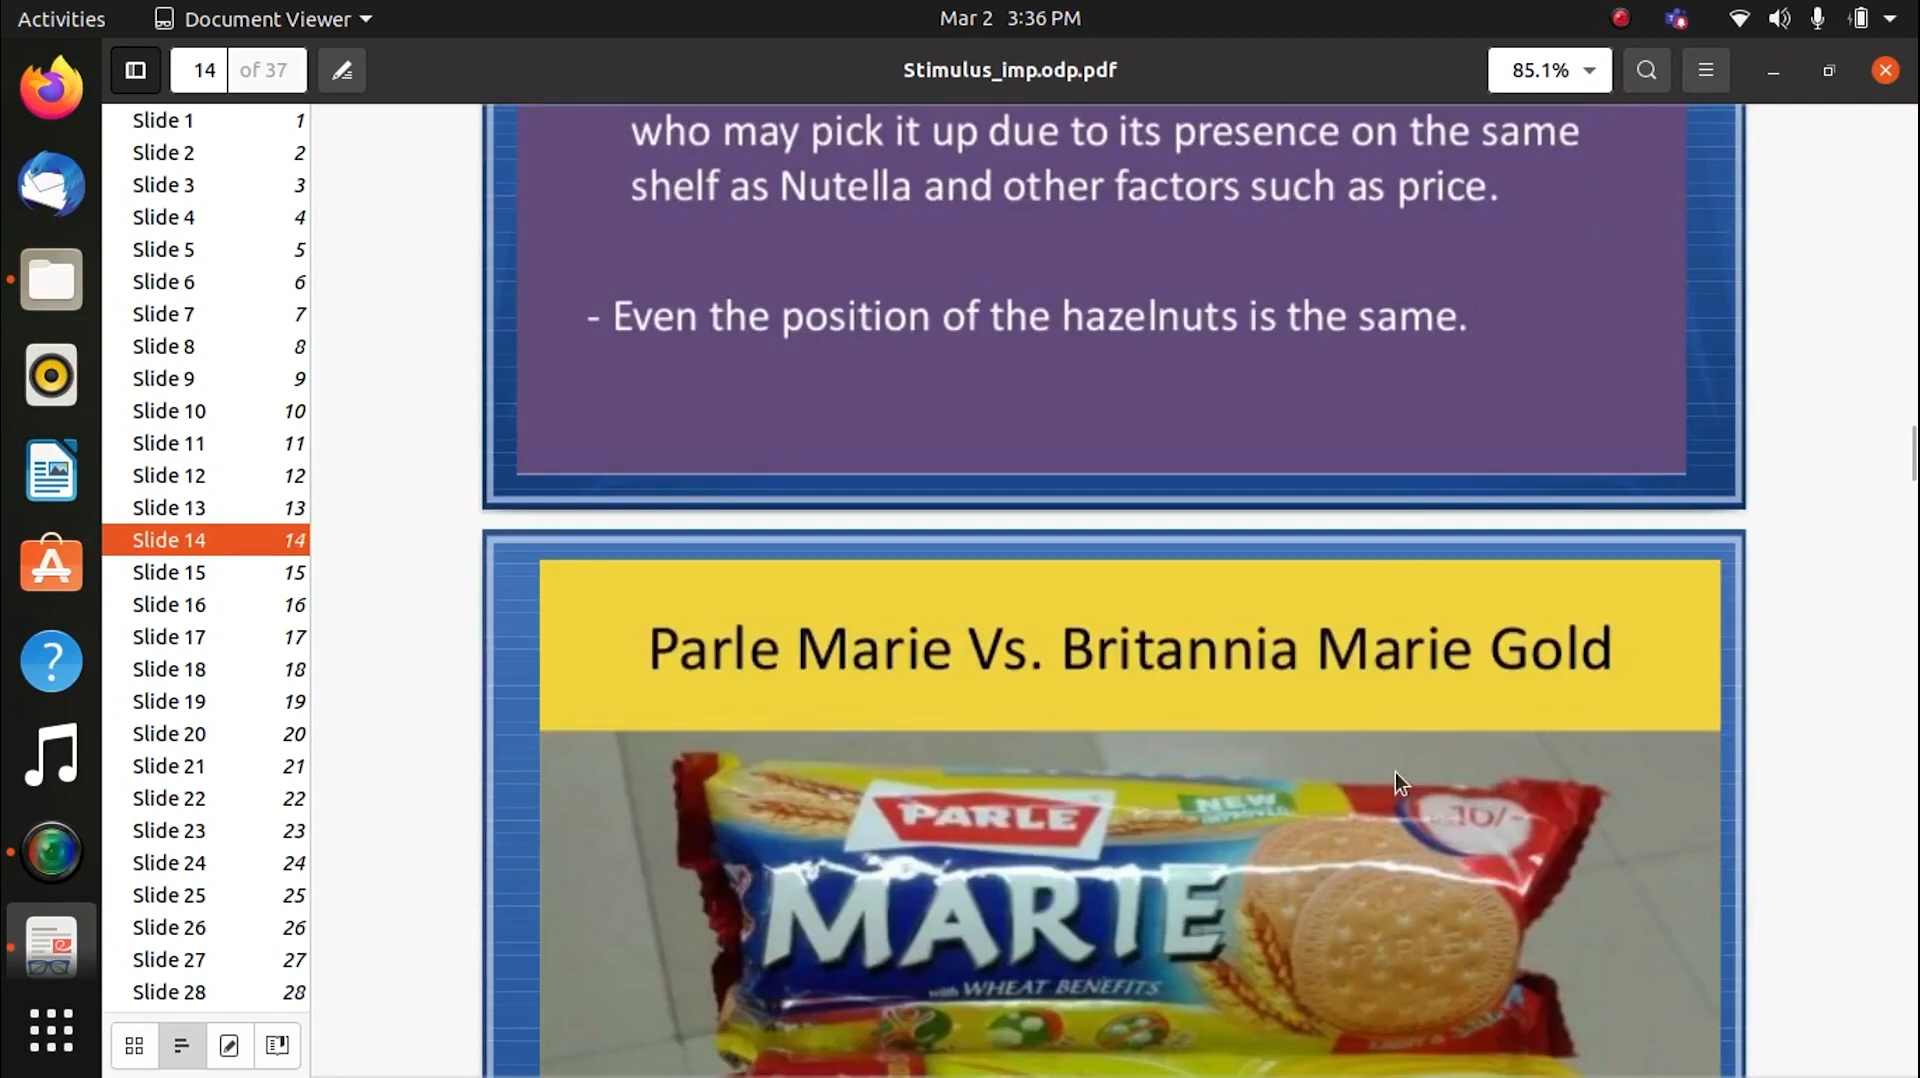 Activities
Document Viewer
Mar 2 3:36 PM
14 of 37
Stimulus_imp.odp.pdf
85.1%
Slide 1 1
Slide 2 2
Slide 3 3
Slide 4 4
Slide 5 5
Slide 6 6
Slide 7 7
Slide 8 8
Slide 9 9
Slide 10 10
Slide 11 11
Slide 12 12
Slide 13 13
Slide 14 14
Slide 15 15
Slide 16 16
Slide 17 17
Slide 18 18
Slide 19 19
Slide 20 20
Slide 21 21
Slide 22 22
Slide 23 23
Slide 24 24
Slide 25 25
Slide 26 26
Slide 27 27
Slide 28 28
who may pick it up due to its presence on the same
shelf as Nutella and other factors such as price.
- Even the position of the hazelnuts is the same.
Parle Marie Vs. Britannia Marie Gold
PARLE
NEW
IMPROVED
10/-
MARIE
with WHEAT BENEFITS
PARLE